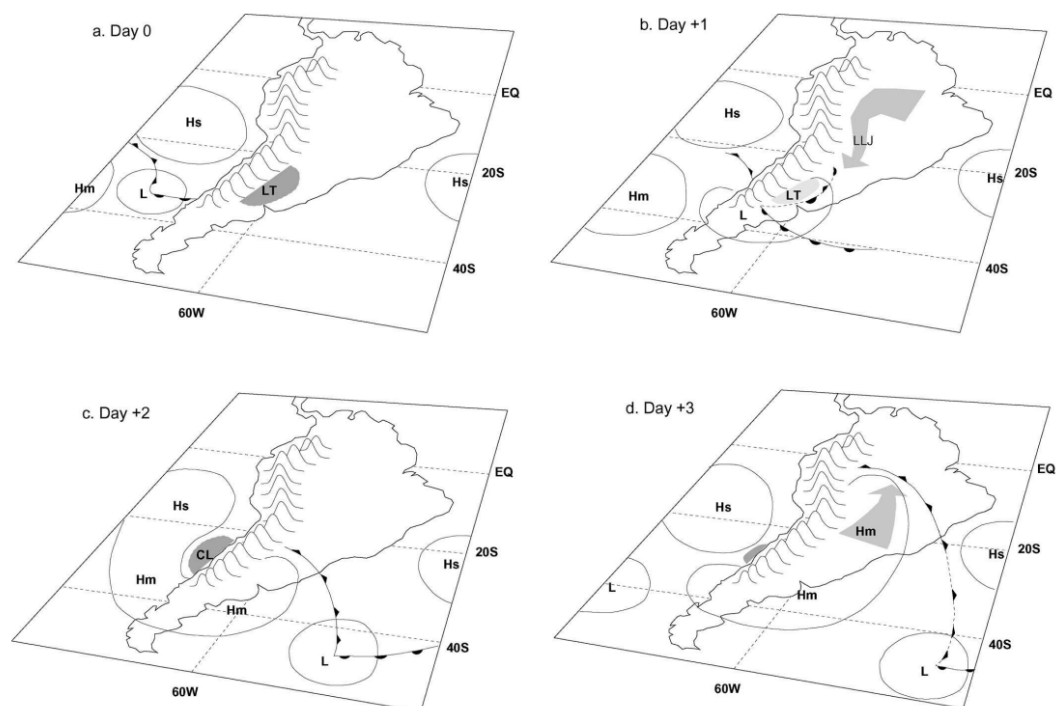 a. Day 0
EQ
Hs
20S
Hs
Hm
L
LT
40S
60W
b. Day +1
EQ
Hs
LLJ
20S
Hs
Hm
LT
L
40S
60W
c. Day +2
EQ
Hs
20S
CL
Hs
Hm
Hm
40S
L
60W
d. Day +3
EQ
Hs
Hm
20S
Hs
L
Hm
40S
L
60W